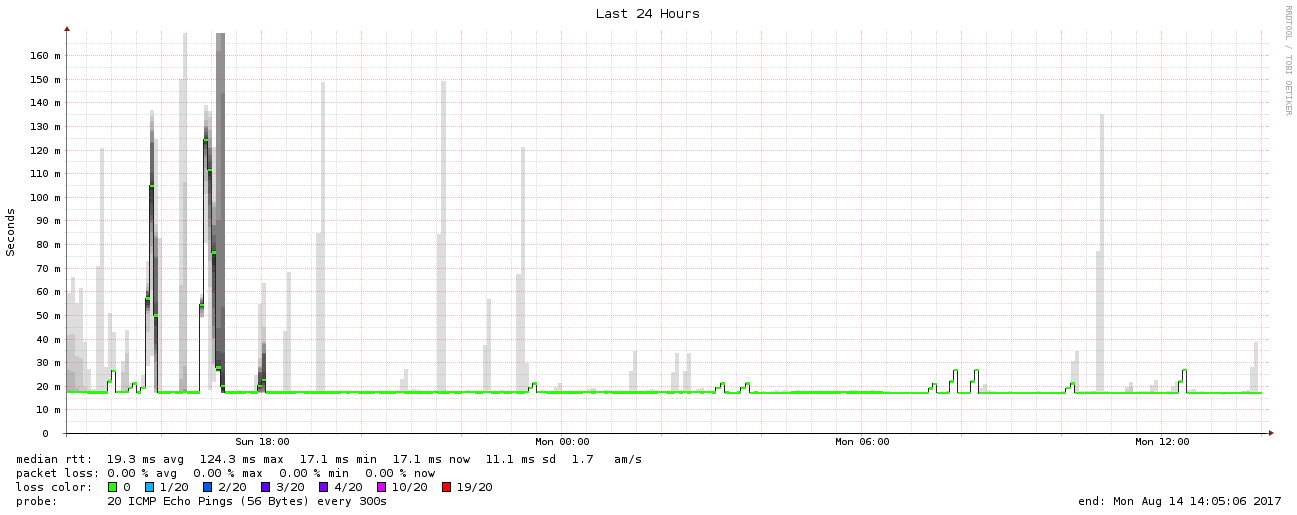 Last 24 Hours
RRDTOOL / TOBI OETIKER
Seconds
160 m
150 m
140 m
130 m
120 m
110 m
100 m
90 m
80 m
70 m
60 m
50 m
40 m
30 m
20 m
10 m
0
Sun 18:00 Mon 00:00 Mon 06:00 Mon 12:00
median rtt: 19.3 ms avg 124.3 ms max 17.1 ms min 17.1 ms now 11.1 ms sd 1.7 am/s
packet loss: 0.00 % avg 0.00 % max 0.00 % min 0.00 % now
loss color: 0 1/20 2/20 3/20 4/20 10/20 19/20
probe: 20 ICMP Echo Pings (56 Bytes) every 300s end: Mon Aug 14 14:05:06 2017